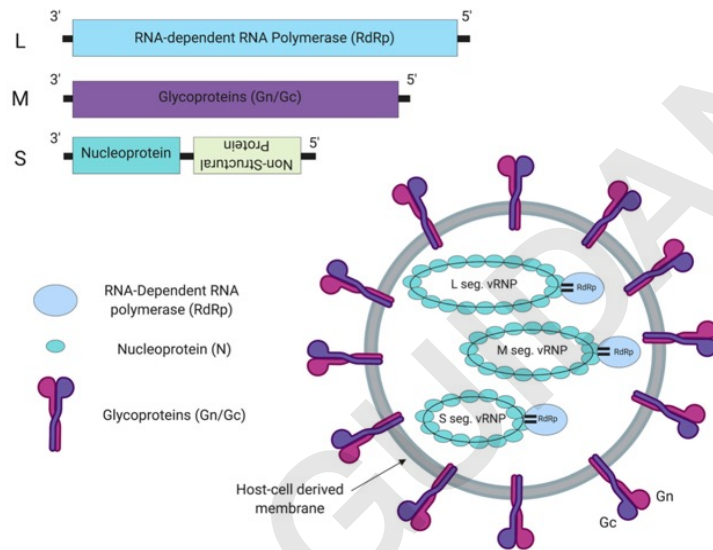 3'
5'
L
RNA-dependent RNA Polymerase (RdRp)
3'
5'
M
Glycoproteins (Gn/Gc)
3'
5'
S
Nucleoprotein
Non-Structural
Protein
RNA-Dependent RNA
polymerase (RdRp)
Nucleoprotein (N)
Glycoproteins (Gn/Gc)
L seg. vRNP
RdRp
M seg. vRNP
RdRp
S seg. vRNP
RdRp
Host-cell derived
membrane
Gn
Gc